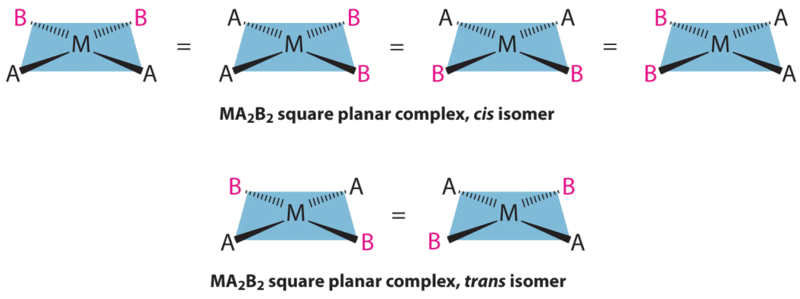 B B A B A A B A
M = M = M = M
A A A B B B B A
MA₂B₂ square planar complex, cis isomer
B A A B
M = M
A B B A
MA₂B₂ square planar complex, trans isomer